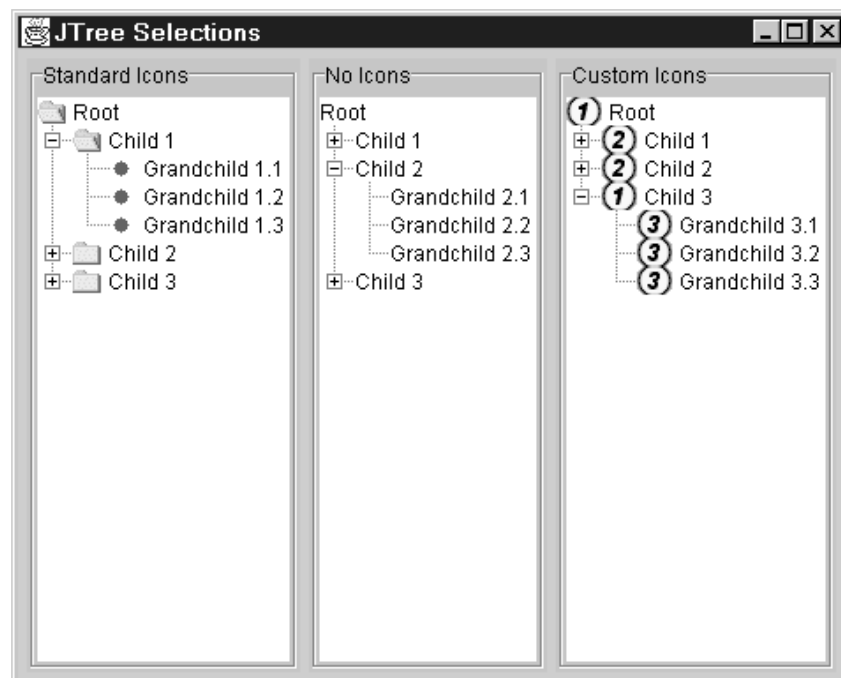 JTree Selections
Standard Icons
Root
Child 1
Grandchild 1.1
Grandchild 1.2
Grandchild 1.3
Child 2
Child 3
No Icons
Root
Child 1
Child 2
Grandchild 2.1
Grandchild 2.2
Grandchild 2.3
Child 3
Custom Icons
1 Root
2 Child 1
2 Child 2
1 Child 3
3 Grandchild 3.1
3 Grandchild 3.2
3 Grandchild 3.3